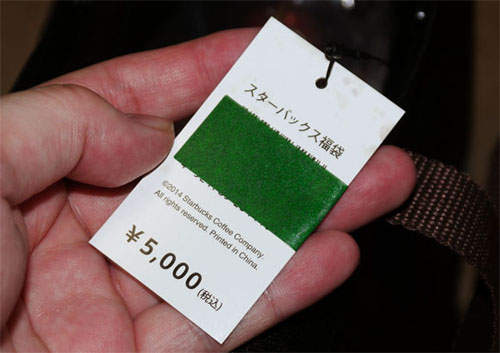 スターバックス福袋
©2014 Starbucks Coffee Company.
All rights reserved. Printed in China.
¥5,000(税込)